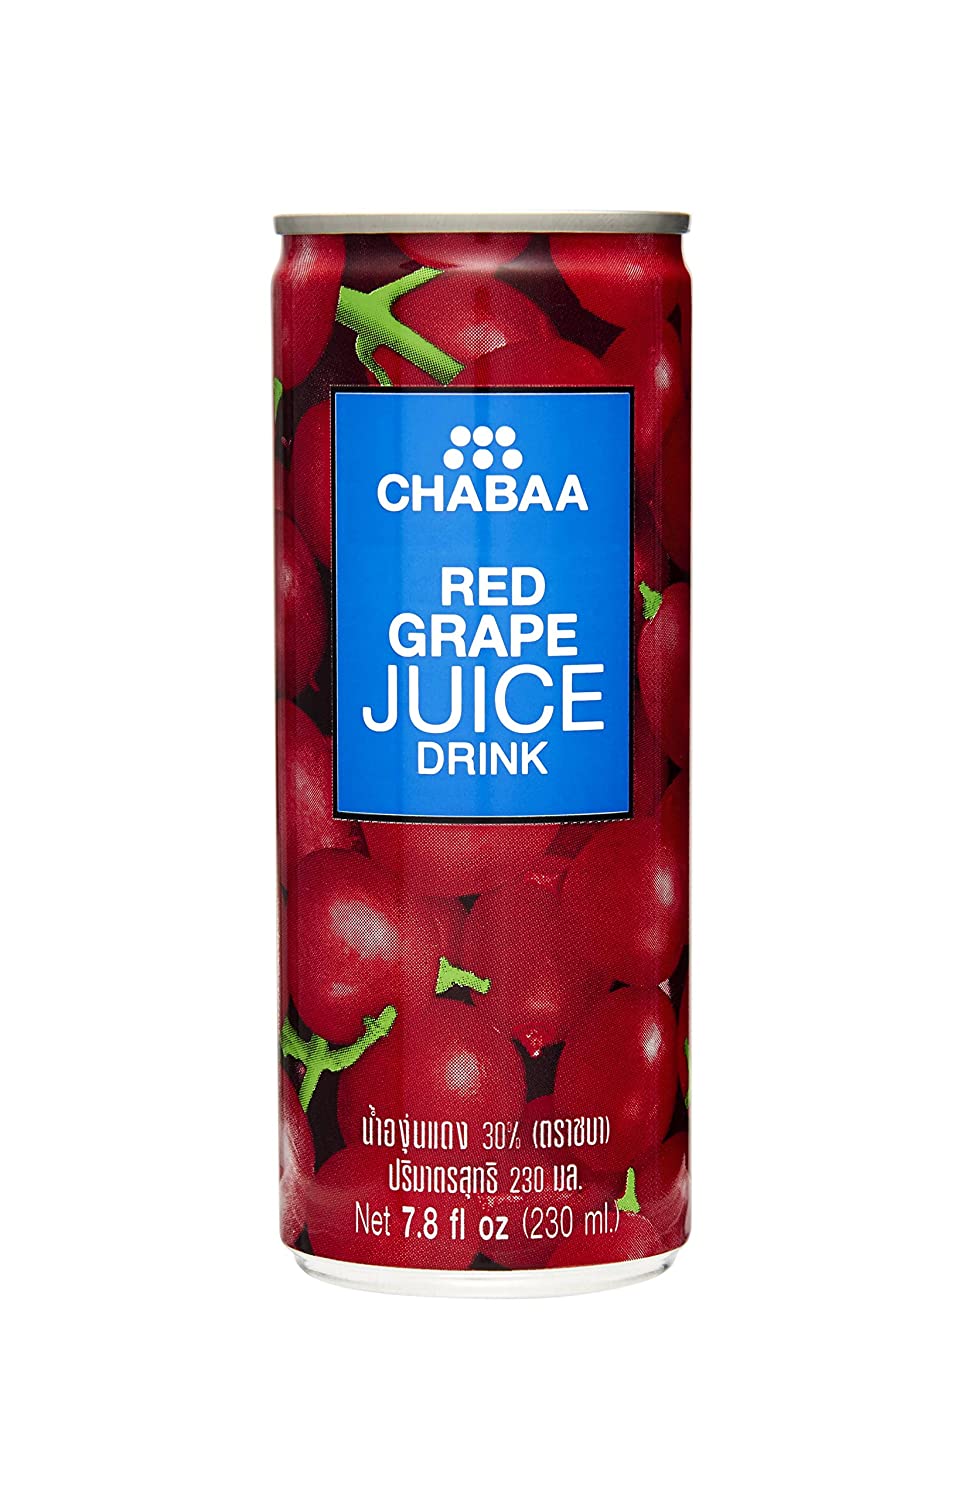 CHABAA
RED
GRAPE
JUICE
DRINK
น้ำองุ่นแดง 30% (ตราชบา)
ปริมาตรสุทธิ 230 มล.
Net 7.8 fl oz (230 ml.)